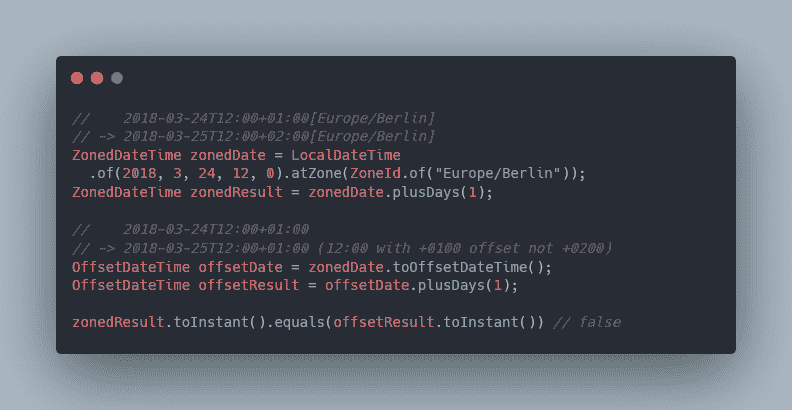 //    2018-03-24T12:00+01:00[Europe/Berlin]
// -> 2018-03-25T12:00+02:00[Europe/Berlin]
ZonedDateTime zonedDate = LocalDateTime
  .of(2018, 3, 24, 12, 0).atZone(ZoneId.of("Europe/Berlin"));
ZonedDateTime zonedResult = zonedDate.plusDays(1);

//    2018-03-24T12:00+01:00
// -> 2018-03-25T12:00+01:00 (12:00 with +0100 offset not +0200)
OffsetDateTime offsetDate = zonedDate.toOffsetDateTime();
OffsetDateTime offsetResult = offsetDate.plusDays(1);

zonedResult.toInstant().equals(offsetResult.toInstant()) // false